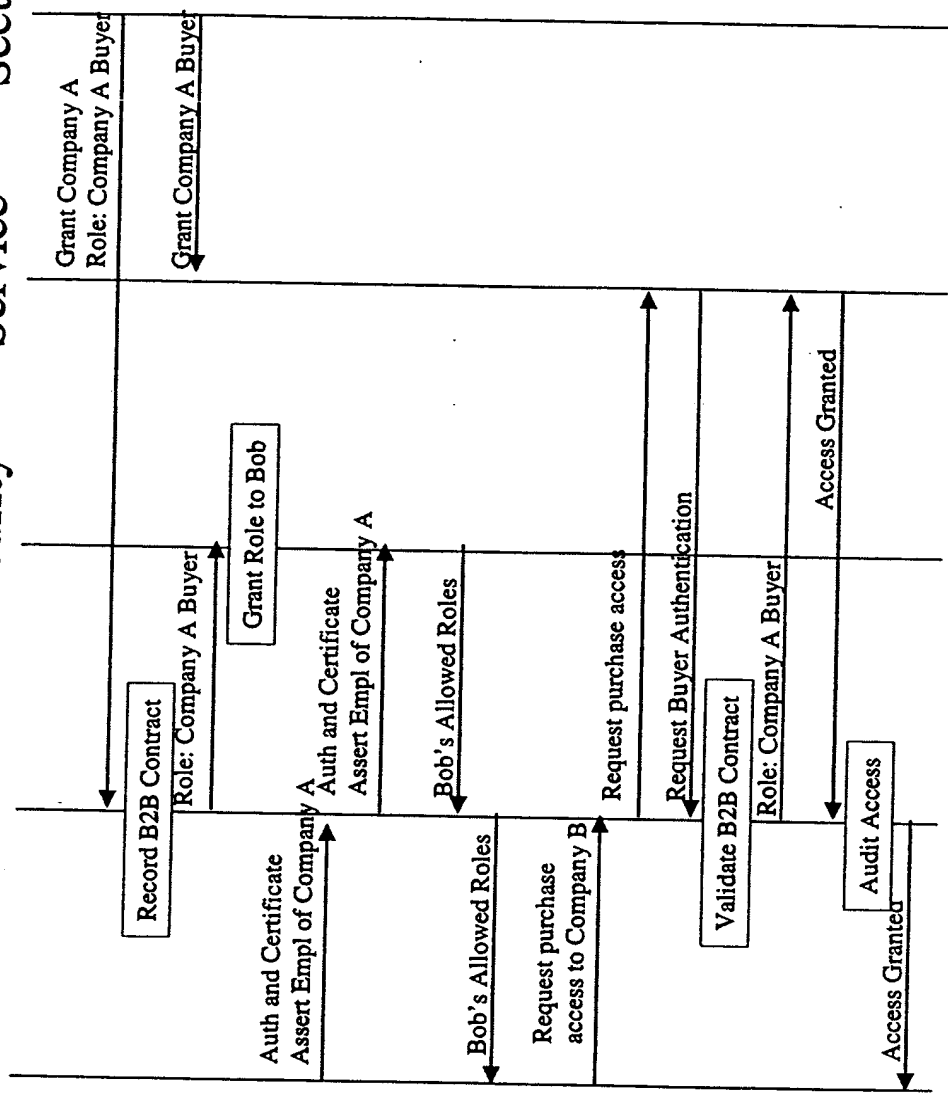 Service
Grant Company A
Role: Company A Buyer
Grant Company A Buyer
Record B2B Contract
Role: Company A Buyer
Grant Role to Bob
Auth and Certificate
Assert Empl of Company A
Auth and Certificate
Assert Empl of Company A
Bob's Allowed Roles
Bob's Allowed Roles
Request purchase
access to Company B
Request purchase access
Request Buyer Authentication
Validate B2B Contract
Role: Company A Buyer
Access Granted
Audit Access
Access Granted